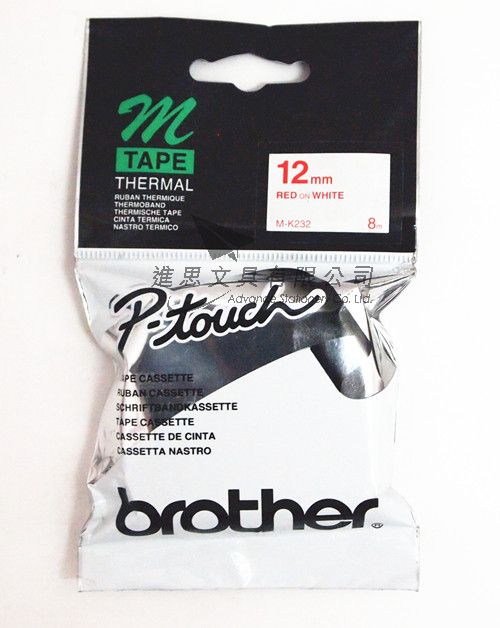 M
TAPE
THERMAL
RUBAN THERMIQUE
THERMOBAND
THERMISCHE TAPE
CINTA TERMICA
NASTRO TERMICO
12mm
RED ON WHITE
M-K232
8m
進思文具有限公司
Advance Stationery Co. Ltd.
P-touch
TAPE CASSETTE
RUBAN CASSETTE
SCHRIFTBANDKASSETTE
TAPE CASSETTE
CASSETTE DE CINTA
CASSETTA NASTRO
brother®